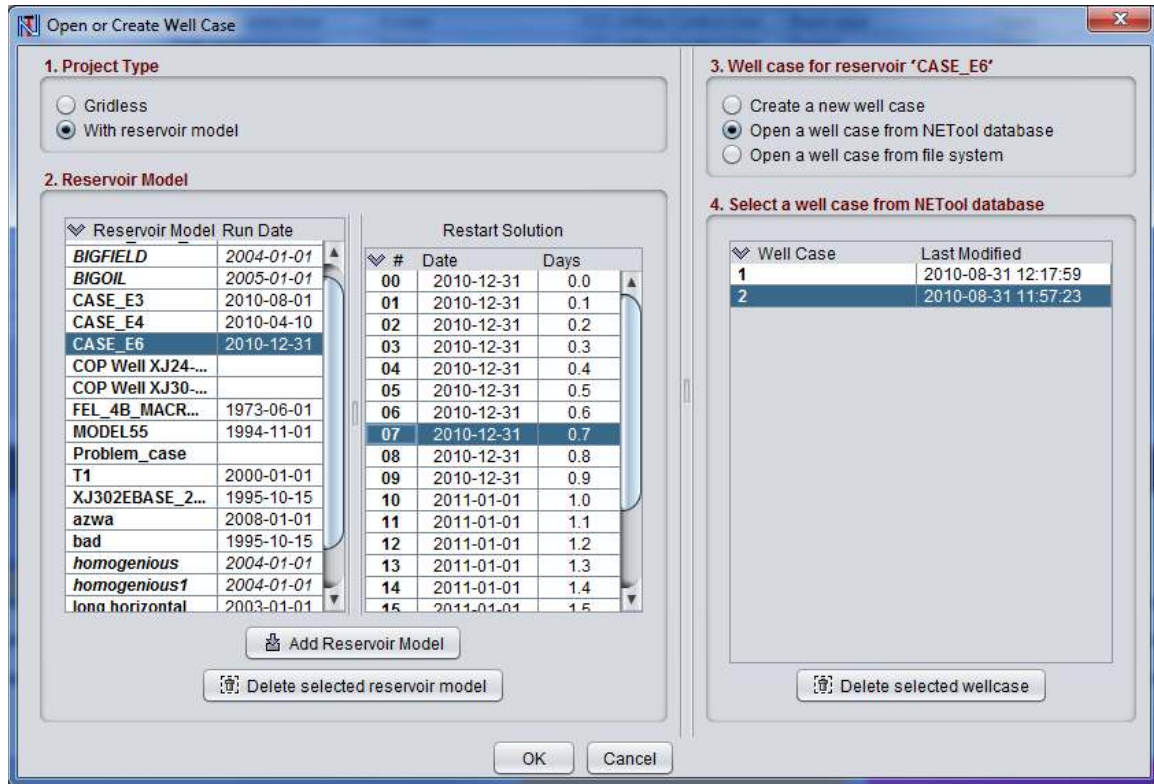 Open or Create Well Case
1. Project Type
Gridless
With reservoir model
2. Reservoir Model
Reservoir Model Run Date
BIGFIELD 2004-01-01
BIGOIL 2005-01-01
CASE_E3 2010-08-01
CASE_E4 2010-04-10
CASE_E6 2010-12-31
COP Well XJ24-...
COP Well XJ30-...
FEL_4B_MACR... 1973-06-01
MODEL55 1994-11-01
Problem_case
T1 2000-01-01
XJ302EBASE_2... 1995-10-15
azwa 2008-01-01
bad 1995-10-15
homogenious 2004-01-01
homogenious1 2004-01-01
long horizontal 2003-01-01
Restart Solution
# Date Days
00 2010-12-31 0.0
01 2010-12-31 0.1
02 2010-12-31 0.2
03 2010-12-31 0.3
04 2010-12-31 0.4
05 2010-12-31 0.5
06 2010-12-31 0.6
07 2010-12-31 0.7
08 2010-12-31 0.8
09 2010-12-31 0.9
10 2011-01-01 1.0
11 2011-01-01 1.1
12 2011-01-01 1.2
13 2011-01-01 1.3
14 2011-01-01 1.4
15 2011-01-01 1.5
Add Reservoir Model
Delete selected reservoir model
3. Well case for reservoir 'CASE_E6'
Create a new well case
Open a well case from NETool database
Open a well case from file system
4. Select a well case from NETool database
Well Case Last Modified
1 2010-08-31 12:17:59
2 2010-08-31 11:57:23
Delete selected wellcase
OK Cancel